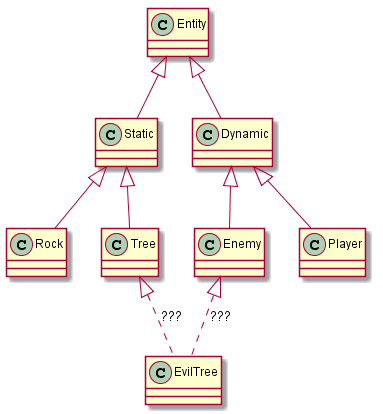 C Entity
C Static
C Dynamic
C Rock
C Tree
C Enemy
C Player
???
???
C EvilTree